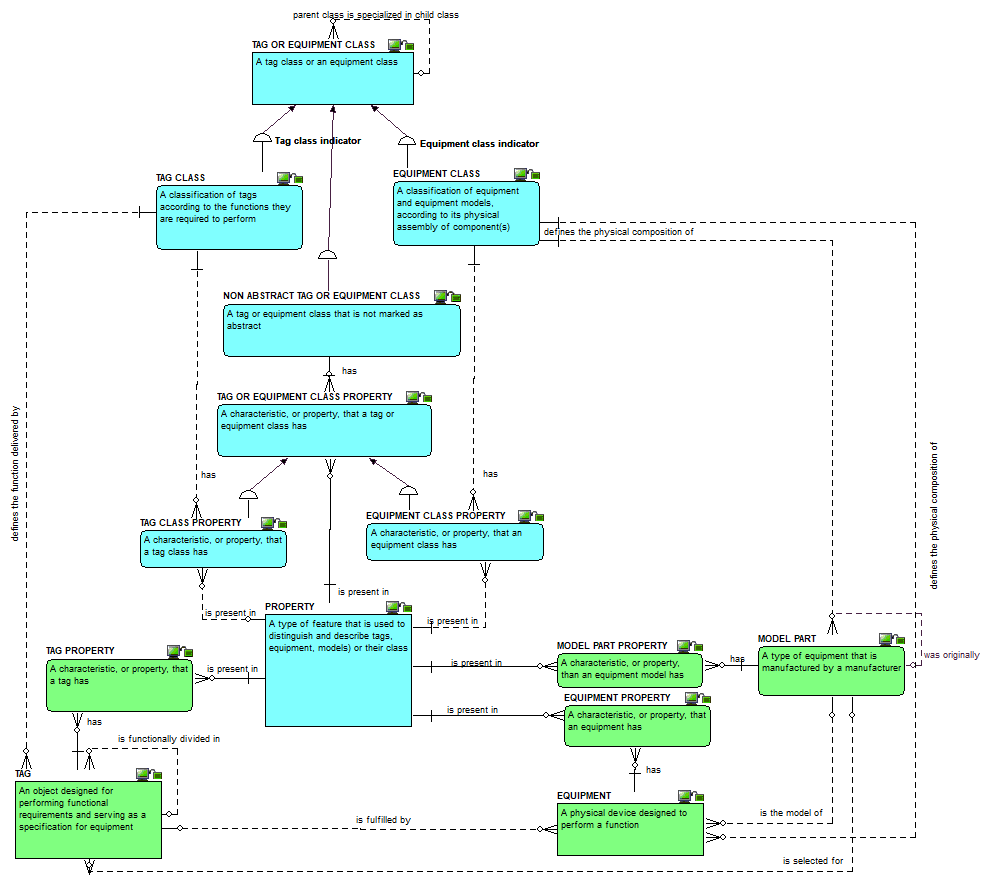 parent class is specialized in child class
TAG OR EQUIPMENT CLASS
A tag class or an equipment class
Tag class indicator
Equipment class indicator
TAG CLASS
A classification of tags
according to the functions they
are required to perform
EQUIPMENT CLASS
A classification of equipment
and equipment models,
according to its physical
assembly of component(s)
defines the physical composition of
NON ABSTRACT TAG OR EQUIPMENT CLASS
A tag or equipment class that is not marked as
abstract
has
TAG OR EQUIPMENT CLASS PROPERTY
A characteristic, or property, that a tag or
equipment class has
defines the function delivered by
has
has
defines the physical composition of
TAG CLASS PROPERTY
A characteristic, or property, that
a tag class has
EQUIPMENT CLASS PROPERTY
A characteristic, or property, that an
equipment class has
is present in
is present in
is present in
PROPERTY
A type of feature that is used to
distinguish and describe tags,
equipment, models) or their class
TAG PROPERTY
A characteristic, or property, that
a tag has
is present in
is present in
MODEL PART PROPERTY
A characteristic, or property,
than an equipment model has
has
MODEL PART
A type of equipment that is
manufactured by a manufacturer
was originally
is present in
EQUIPMENT PROPERTY
A characteristic, or property, that
an equipment has
has
is functionally divided in
has
TAG
An object designed for
performing functional
requirements and serving as a
specification for equipment
is fulfilled by
EQUIPMENT
A physical device designed to
perform a function
is the model of
is selected for